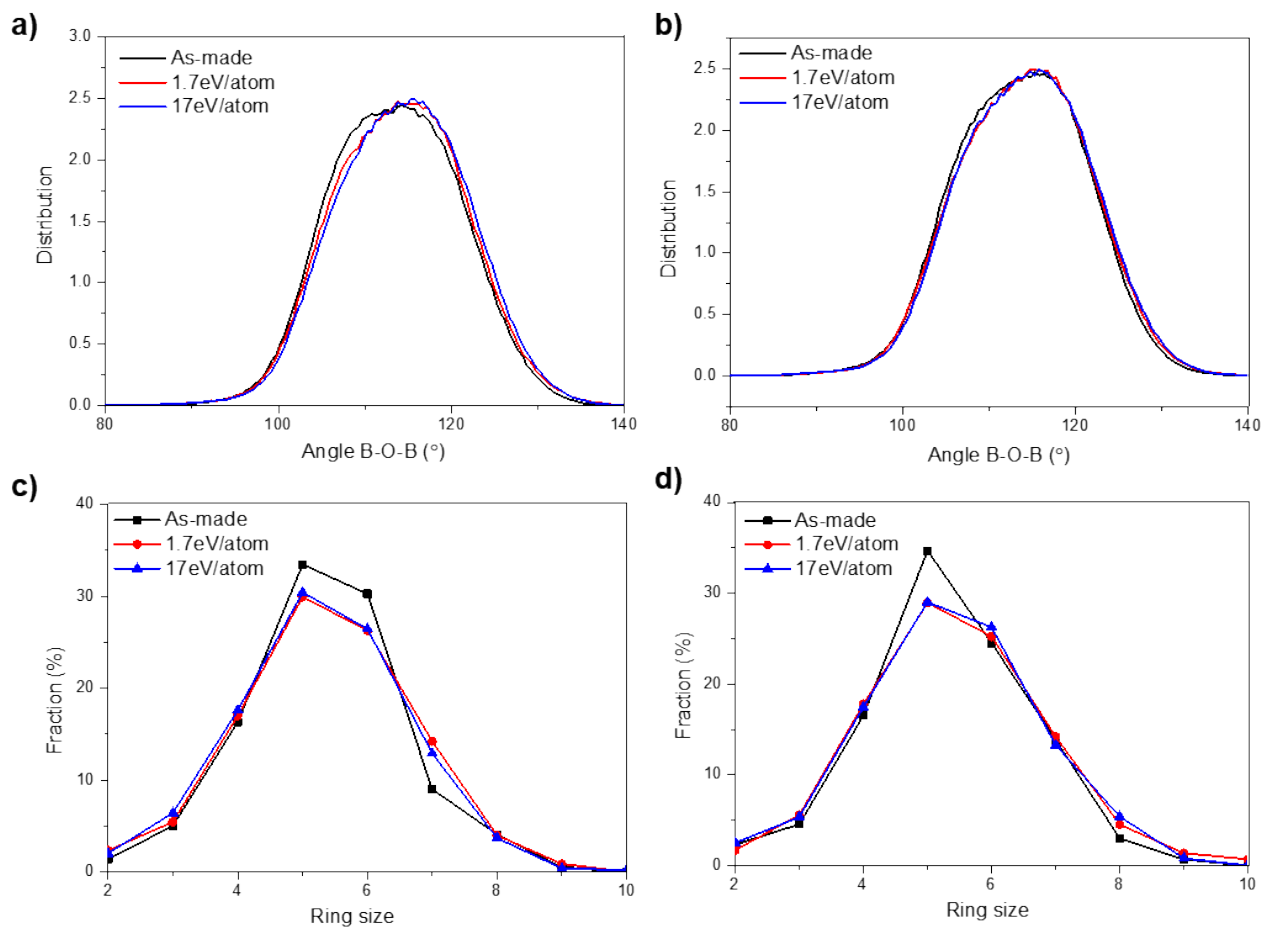 a)
3.0
2.5
2.0
1.5
1.0
0.5
0.0
Distribution
As-made
1.7eV/atom
17eV/atom
80
100
120
140
Angle B-O-B (°)
b)
2.5
2.0
1.5
1.0
0.5
0.0
Distribution
As-made
1.7eV/atom
17eV/atom
80
100
120
140
Angle B-O-B (°)
c)
40
30
20
10
0
Fraction (%)
As-made
1.7eV/atom
17eV/atom
2
4
6
8
10
Ring size
d)
40
30
20
10
0
Fraction (%)
As-made
1.7eV/atom
17eV/atom
2
4
6
8
10
Ring size